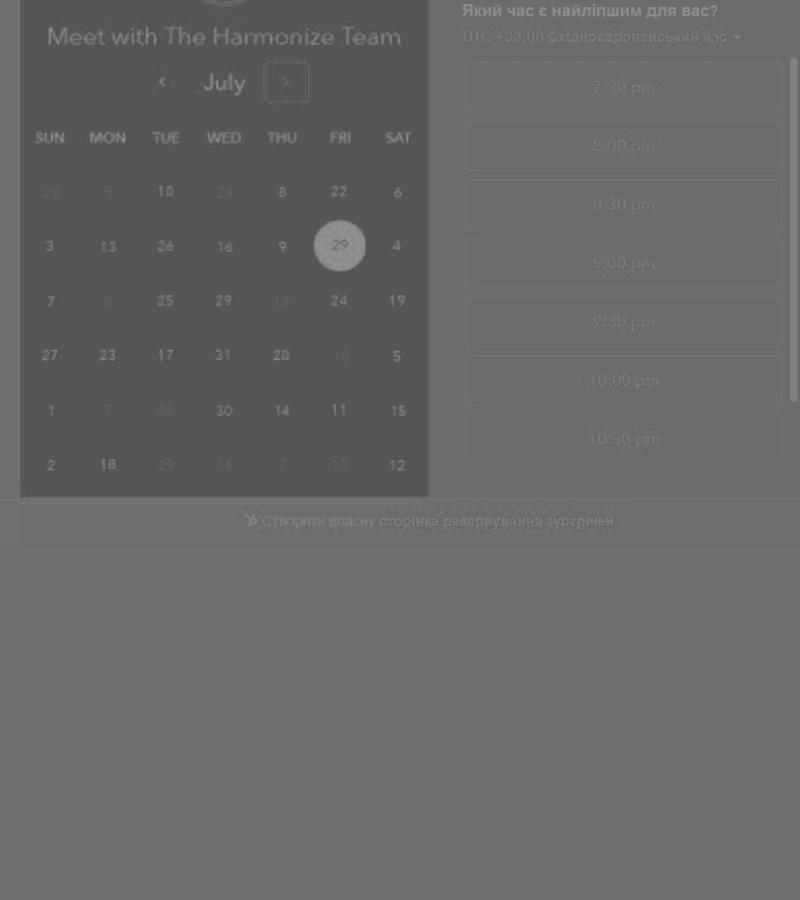 Який час є найліпшим для вас?
Meet with The Harmonize Team
UTC +03:00 Східноєвропейський час
‹ July ›
SUN MON TUE WED THU FRI SAT
29 9 10 24 8 22 6
3 13 26 16 9 29 4
7 8 25 29 18 24 19
27 23 17 31 20 10 5
1 7 28 30 14 11 15
2 18 29 16 7 13 12
7:30 pm
8:00 pm
8:30 pm
9:00 pm
9:30 pm
10:00 pm
10:30 pm
Створити власну сторінка резервування зустрічей